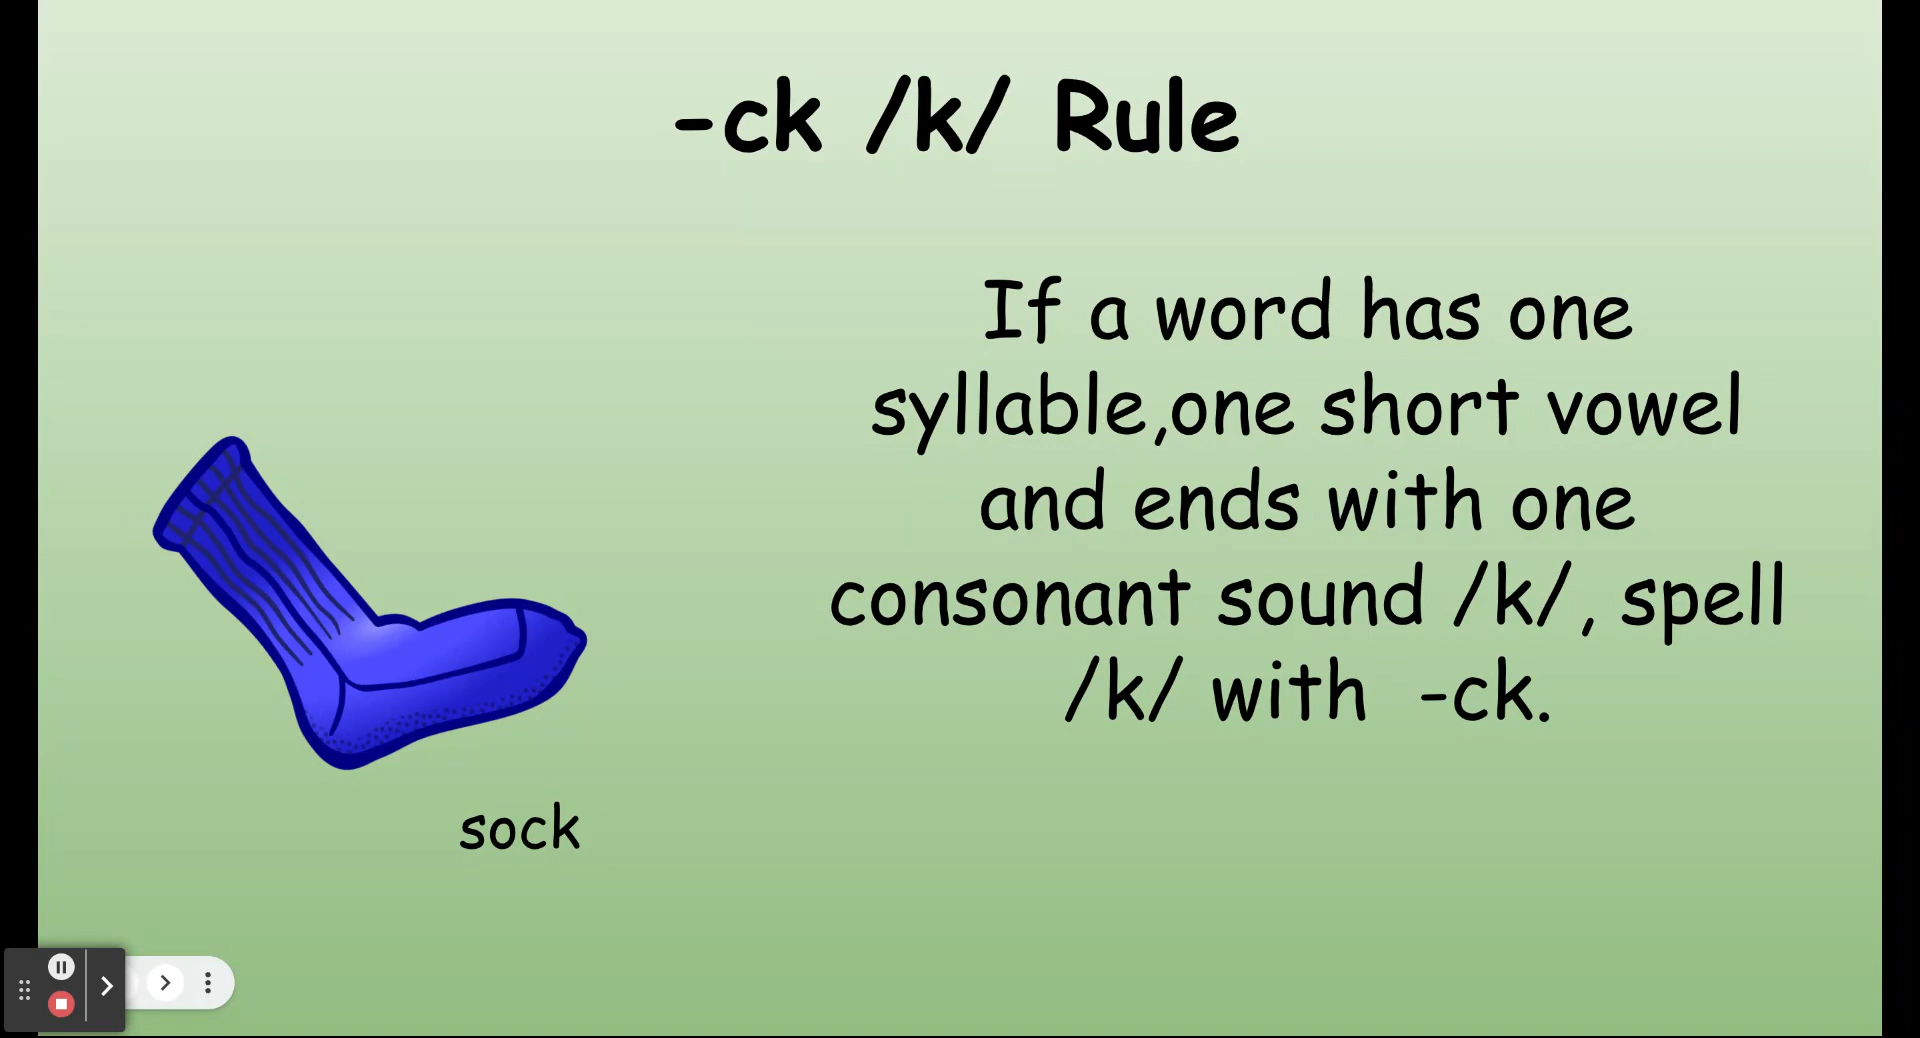 -ck /k/ Rule
If a word has one
syllable,one short vowel
and ends with one
consonant sound /k/, spell
/k/ with  -ck.
sock